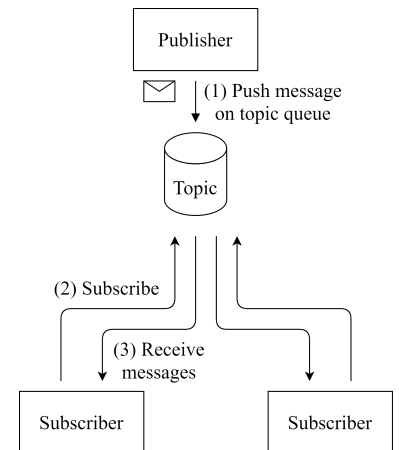 Publisher
(1) Push message
on topic queue
Topic
(2) Subscribe
(3) Receive
messages
Subscriber
Subscriber